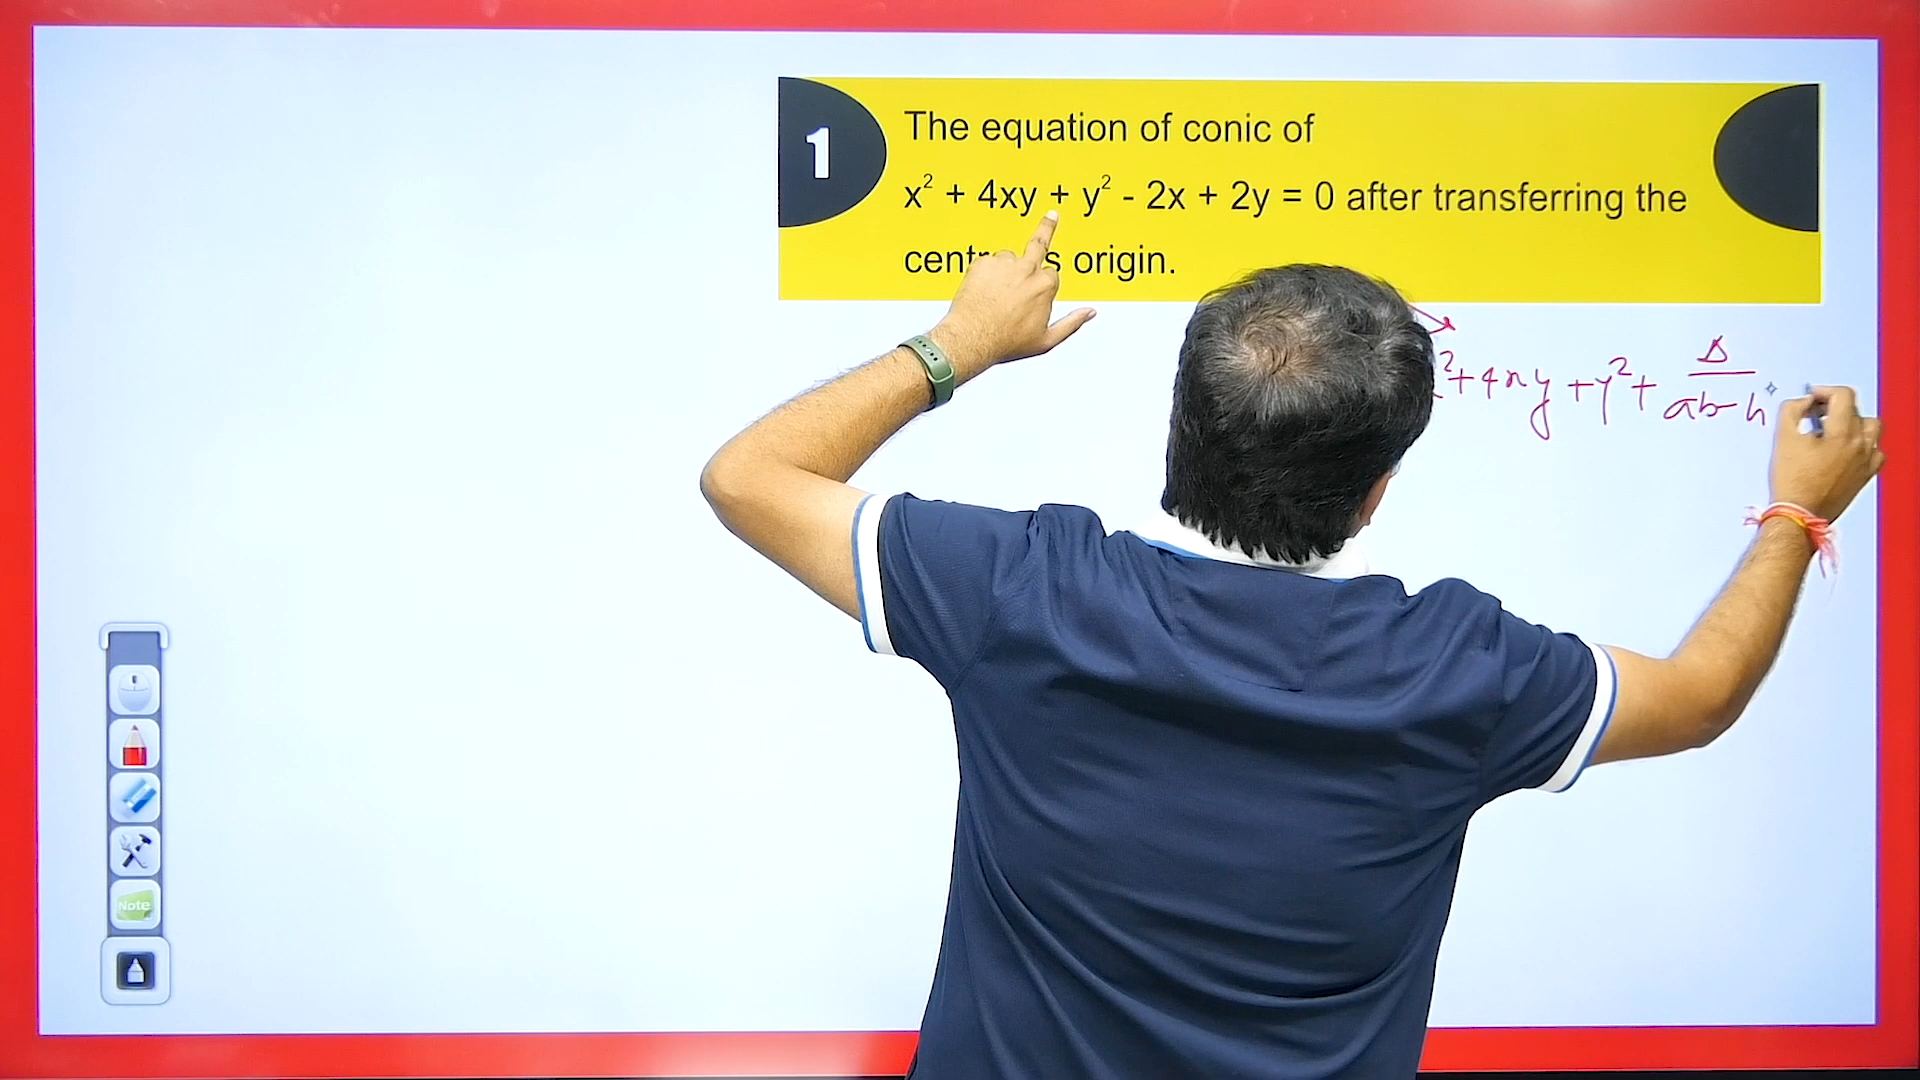 1
The equation of conic of
x² + 4xy + y² - 2x + 2y = 0 after transferring the
origin.
²+4xy+y²+ Δ/ab-h
Note